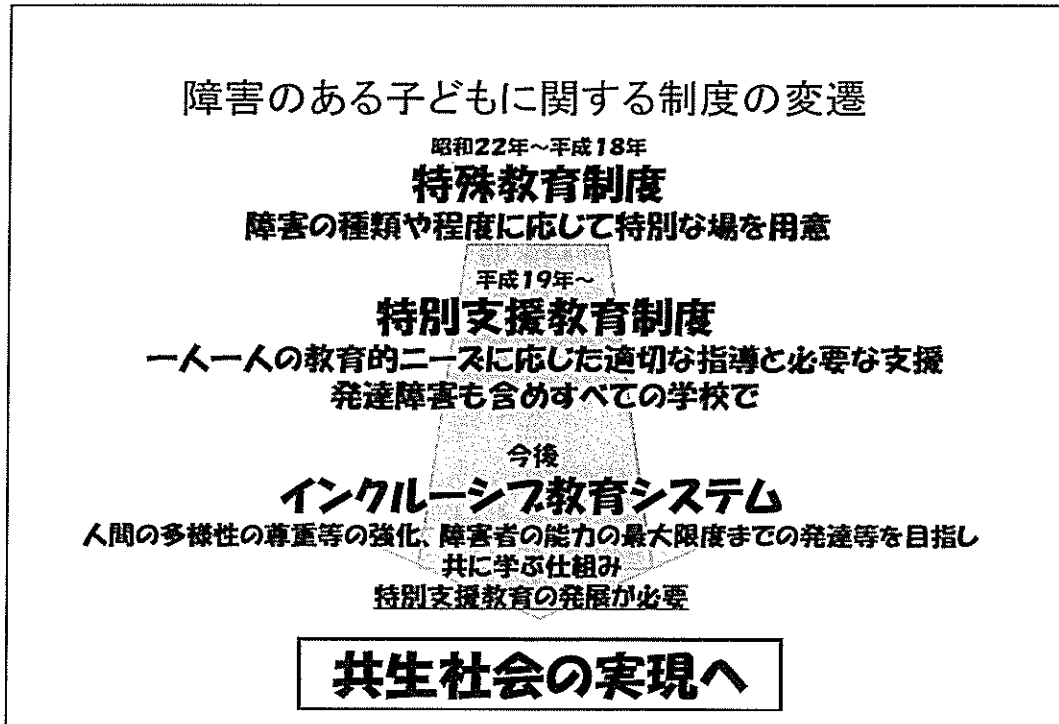 障害のある子どもに関する制度の変遷
昭和22年~平成18年
特殊教育制度
障害の種類や程度に応じて特別な場を用意
平成19年~
特別支援教育制度
一人一人の教育的ニーズに応じた適切な指導と必要な支援
発達障害も含めすべての学校で
今後
インクルーシブ教育システム
人間の多様性の尊重等の強化、障害者の能力の最大限度までの発達等を目指し
共に学ぶ仕組み
特別支援教育の発展が必要
共生社会の実現へ